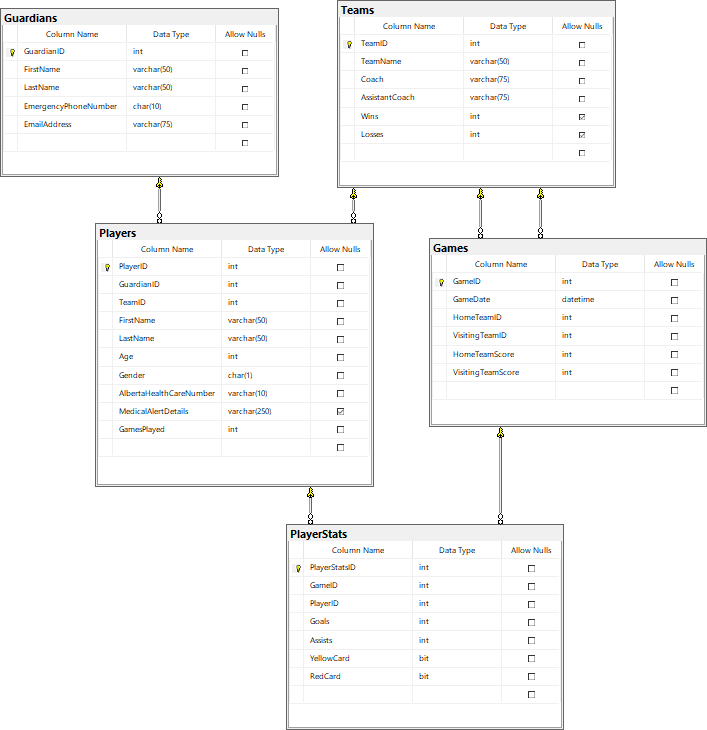 Guardians
Column Name Data Type Allow Nulls
GuardianID int
FirstName varchar(50)
LastName varchar(50)
EmergencyPhoneNumber char(10)
EmailAddress varchar(75)
Teams
Column Name Data Type Allow Nulls
TeamID int
TeamName varchar(50)
Coach varchar(75)
AssistantCoach varchar(75)
Wins int
Losses int
Players
Column Name Data Type Allow Nulls
PlayerID int
GuardianID int
TeamID int
FirstName varchar(50)
LastName varchar(50)
Age int
Gender char(1)
AlbertaHealthCareNumber varchar(10)
MedicalAlertDetails varchar(250)
GamesPlayed int
Games
Column Name Data Type Allow Nulls
GameID int
GameDate datetime
HomeTeamID int
VisitingTeamID int
HomeTeamScore int
VisitingTeamScore int
PlayerStats
Column Name Data Type Allow Nulls
PlayerStatsID int
GameID int
PlayerID int
Goals int
Assists int
YellowCard bit
RedCard bit